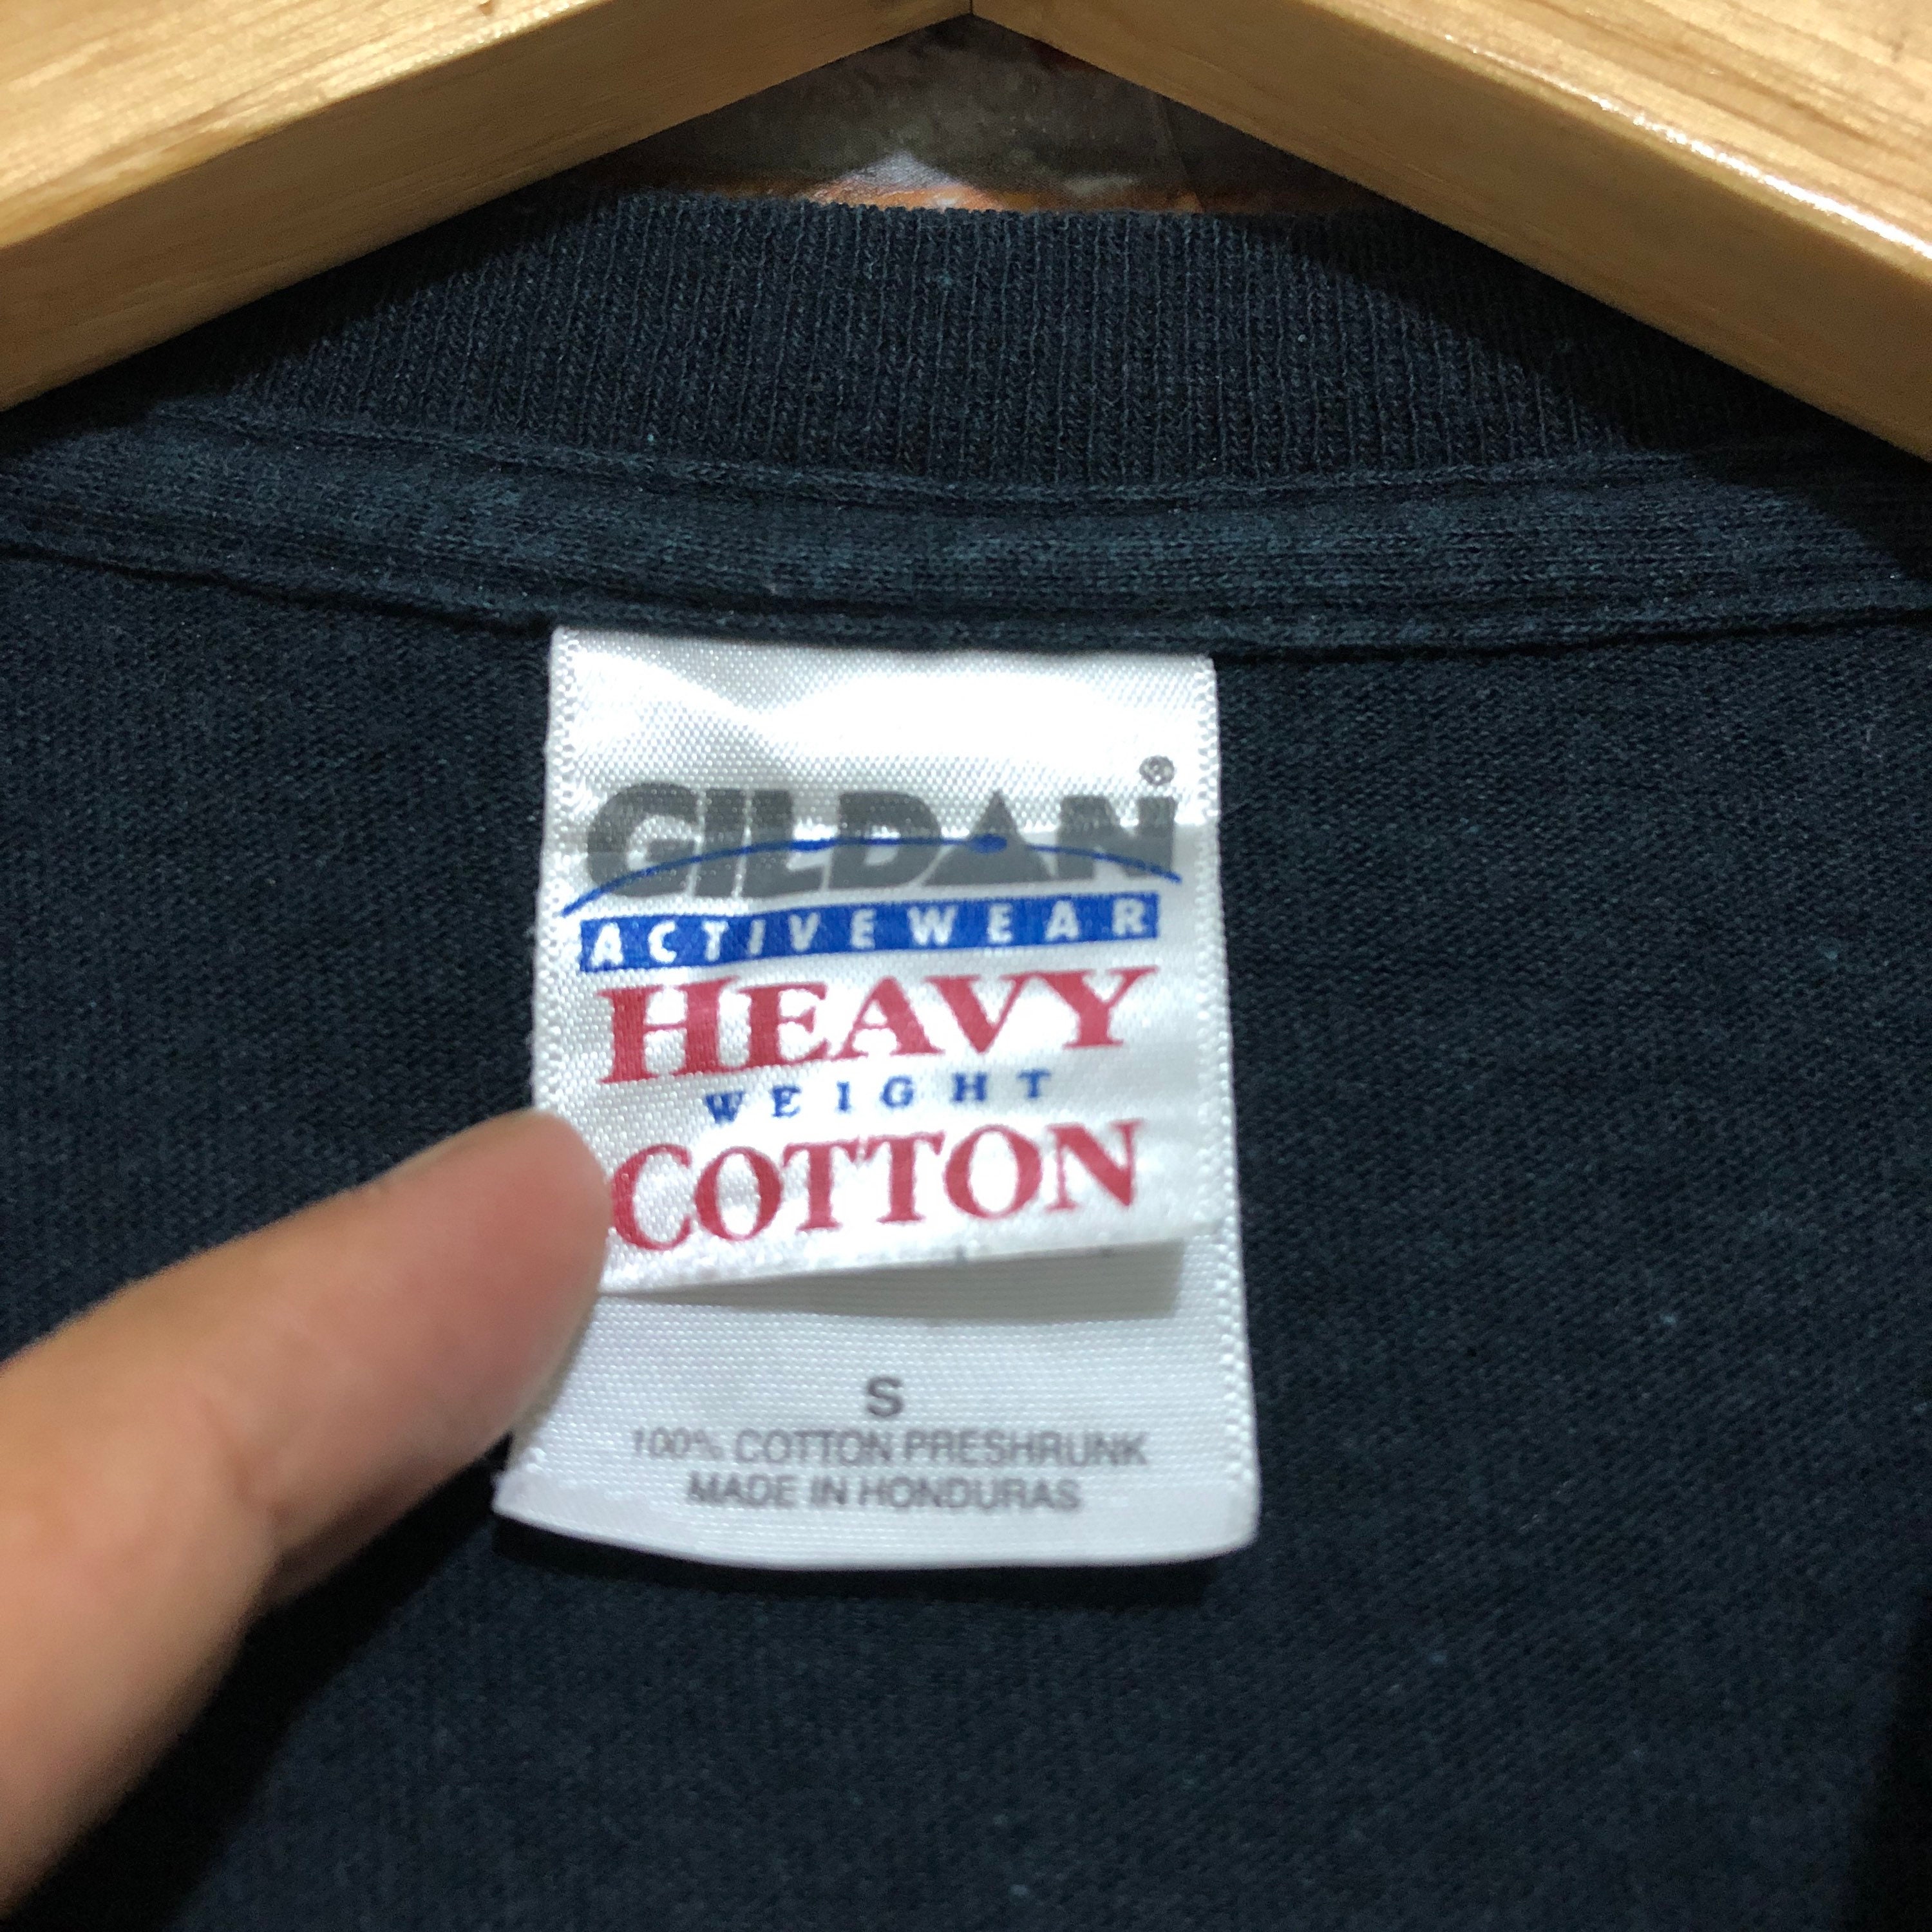 GILDAN®
ACTIVEWEAR
HEAVY
WEIGHT
COTTON
S
100% COTTON PRESHRUNK
MADE IN HONDURAS